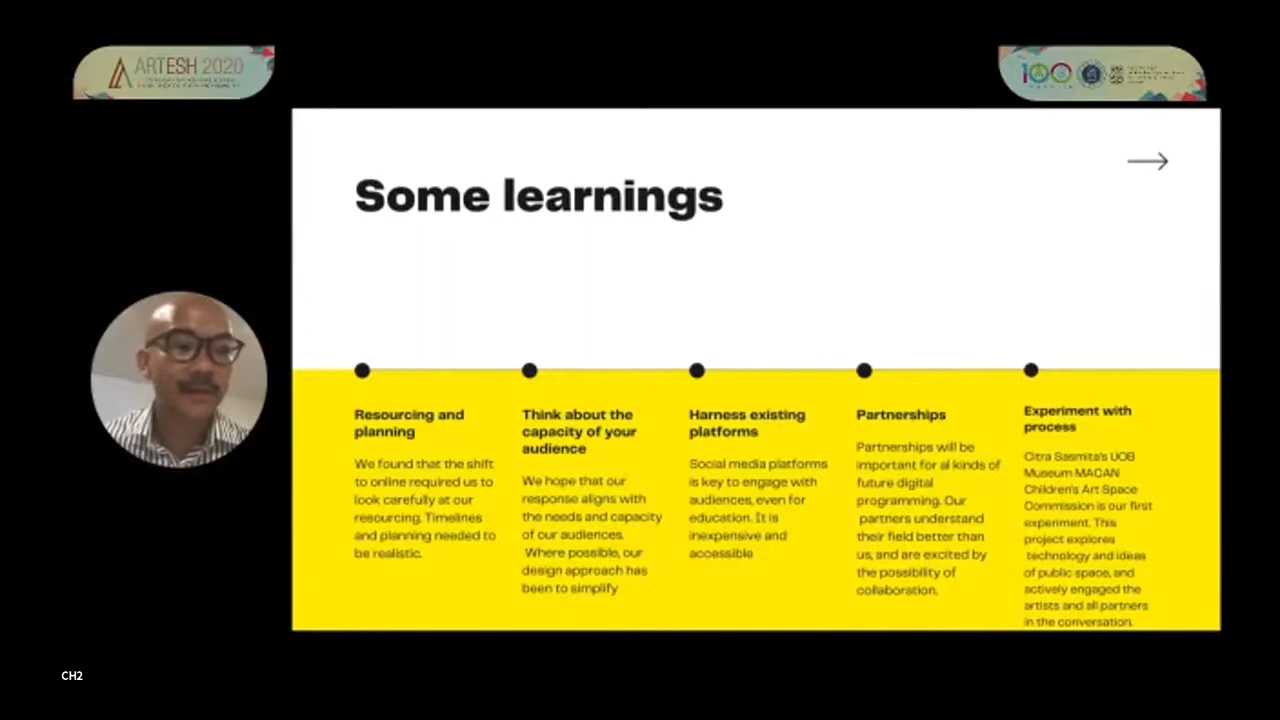 ARTESH 2020
100
Some learnings
Resourcing and
planning
We found that the shift
to online required us to
look carefully at our
resourcing. Timelines
and planning needed to
be realistic.
Think about the
capacity of your
audience
We hope that our
response aligns with
the needs and capacity
of our audiences.
Where possible, our
design approach has
been to simplify
Harness existing
platforms
Social media platforms
is key to engage with
audiences, even for
education. It is
inexpensive and
accessible
Partnerships
Partnerships will be
important for al kinds of
future digital
programming. Our
partners understand
their field better than
us, and are excited by
the possibility of
collaboration.
Experiment with
process
Citra Sasmita's UOB
Museum MACAN
Children's Art Space
Commission is our first
experiment. This
project explores
technology and ideas
of public space, and
actively engaged the
artists and all partners
in the conversation.
CH2